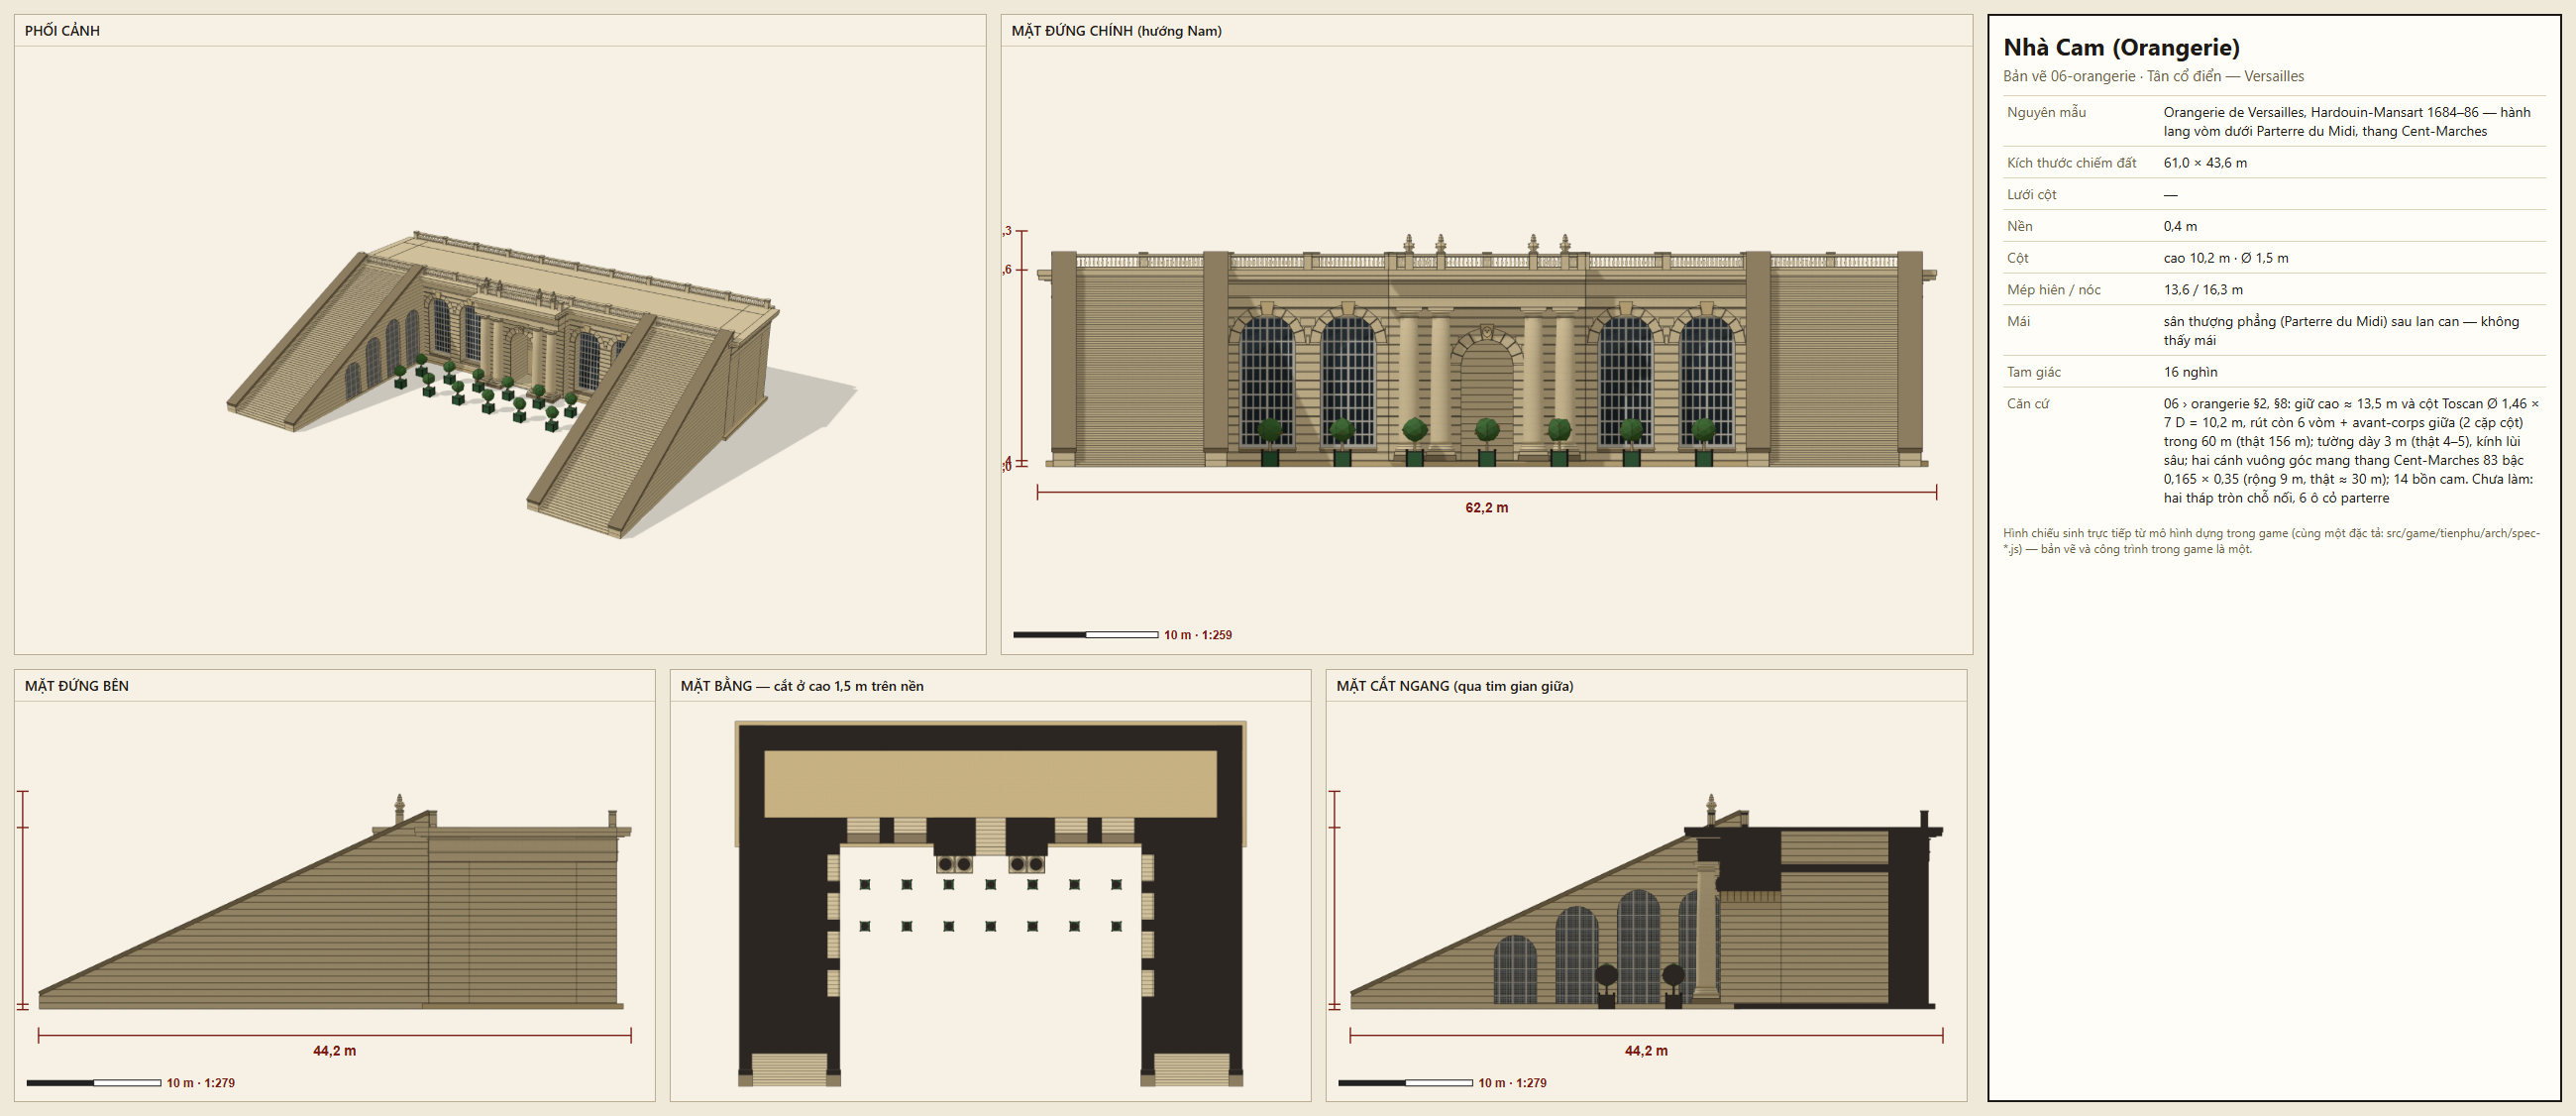 PHỐI CẢNH
MẶT ĐỨNG CHÍNH (hướng Nam)
,3
,6
,0
62,2 m
10 m · 1:259
MẶT ĐỨNG BÊN
44,2 m
10 m · 1:279
MẶT BẰNG — cắt ở cao 1,5 m trên nền
MẶT CẮT NGANG (qua tim gian giữa)
44,2 m
10 m · 1:279
Nhà Cam (Orangerie)
Bản vẽ 06-orangerie · Tân cổ điển — Versailles
Nguyên mẫu
Orangerie de Versailles, Hardouin-Mansart 1684–86 — hành
lang vòm dưới Parterre du Midi, thang Cent-Marches
Kích thước chiếm đất
61,0 × 43,6 m
Lưới cột
—
Nền
0,4 m
Cột
cao 10,2 m · Ø 1,5 m
Mép hiên / nóc
13,6 / 16,3 m
Mái
sân thượng phẳng (Parterre du Midi) sau lan can — không
thấy mái
Tam giác
16 nghìn
Căn cứ
06 › orangerie §2, §8: giữ cao ≈ 13,5 m và cột Toscan Ø 1,46 ×
7 D = 10,2 m, rút còn 6 vòm + avant-corps giữa (2 cặp cột)
trong 60 m (thật 156 m); tường dày 3 m (thật 4–5), kính lùi
sâu; hai cánh vuông góc mang thang Cent-Marches 83 bậc
0,165 × 0,35 (rộng 9 m, thật ≈ 30 m); 14 bồn cam. Chưa làm:
hai tháp tròn chỗ nối, 6 ô cỏ parterre
Hình chiếu sinh trực tiếp từ mô hình dựng trong game (cùng một đặc tả: src/game/tienphu/arch/spec-
*.js) — bản vẽ và công trình trong game là một.